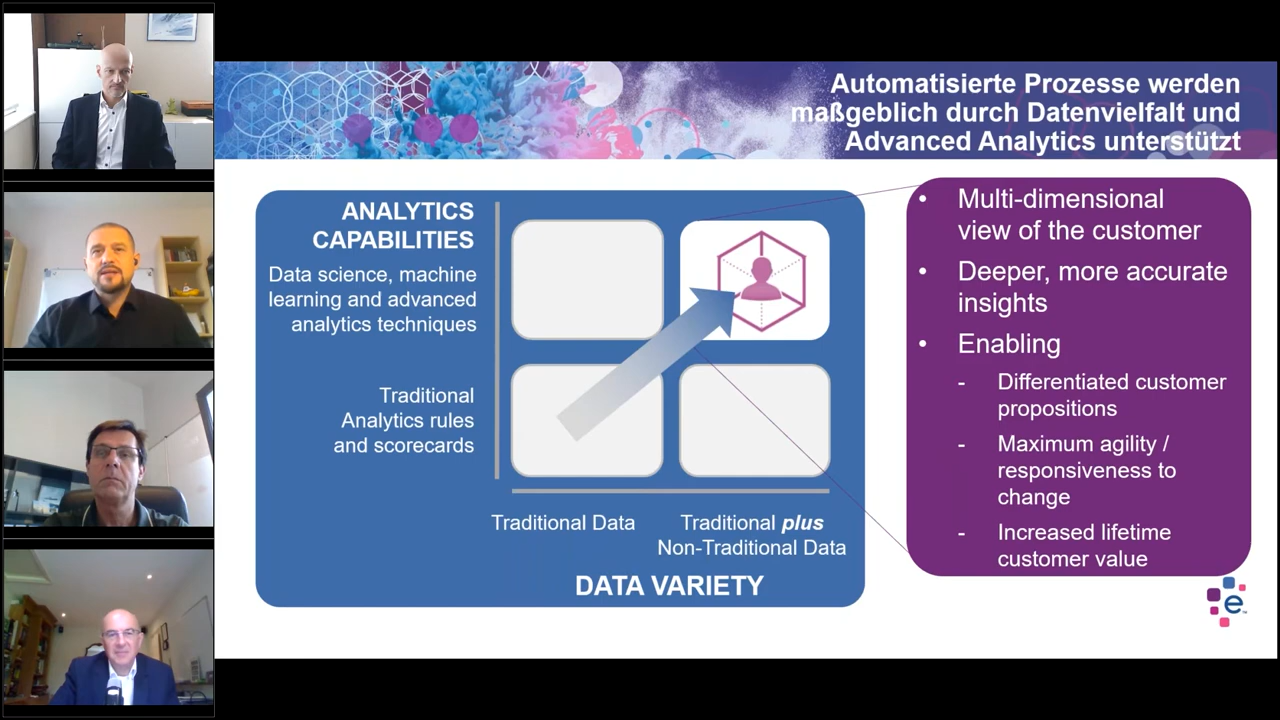 Automatisierte Prozesse werden
maßgeblich durch Datenvielfalt und
Advanced Analytics unterstützt
ANALYTICS
CAPABILITIES
Data science, machine
learning and advanced
analytics techniques
Traditional
Analytics rules
and scorecards
Traditional Data
Traditional plus
Non-Traditional Data
DATA VARIETY
• Multi-dimensional
view of the customer
• Deeper, more accurate
insights
• Enabling
- Differentiated customer
propositions
- Maximum agility /
responsiveness to
change
- Increased lifetime
customer value
e